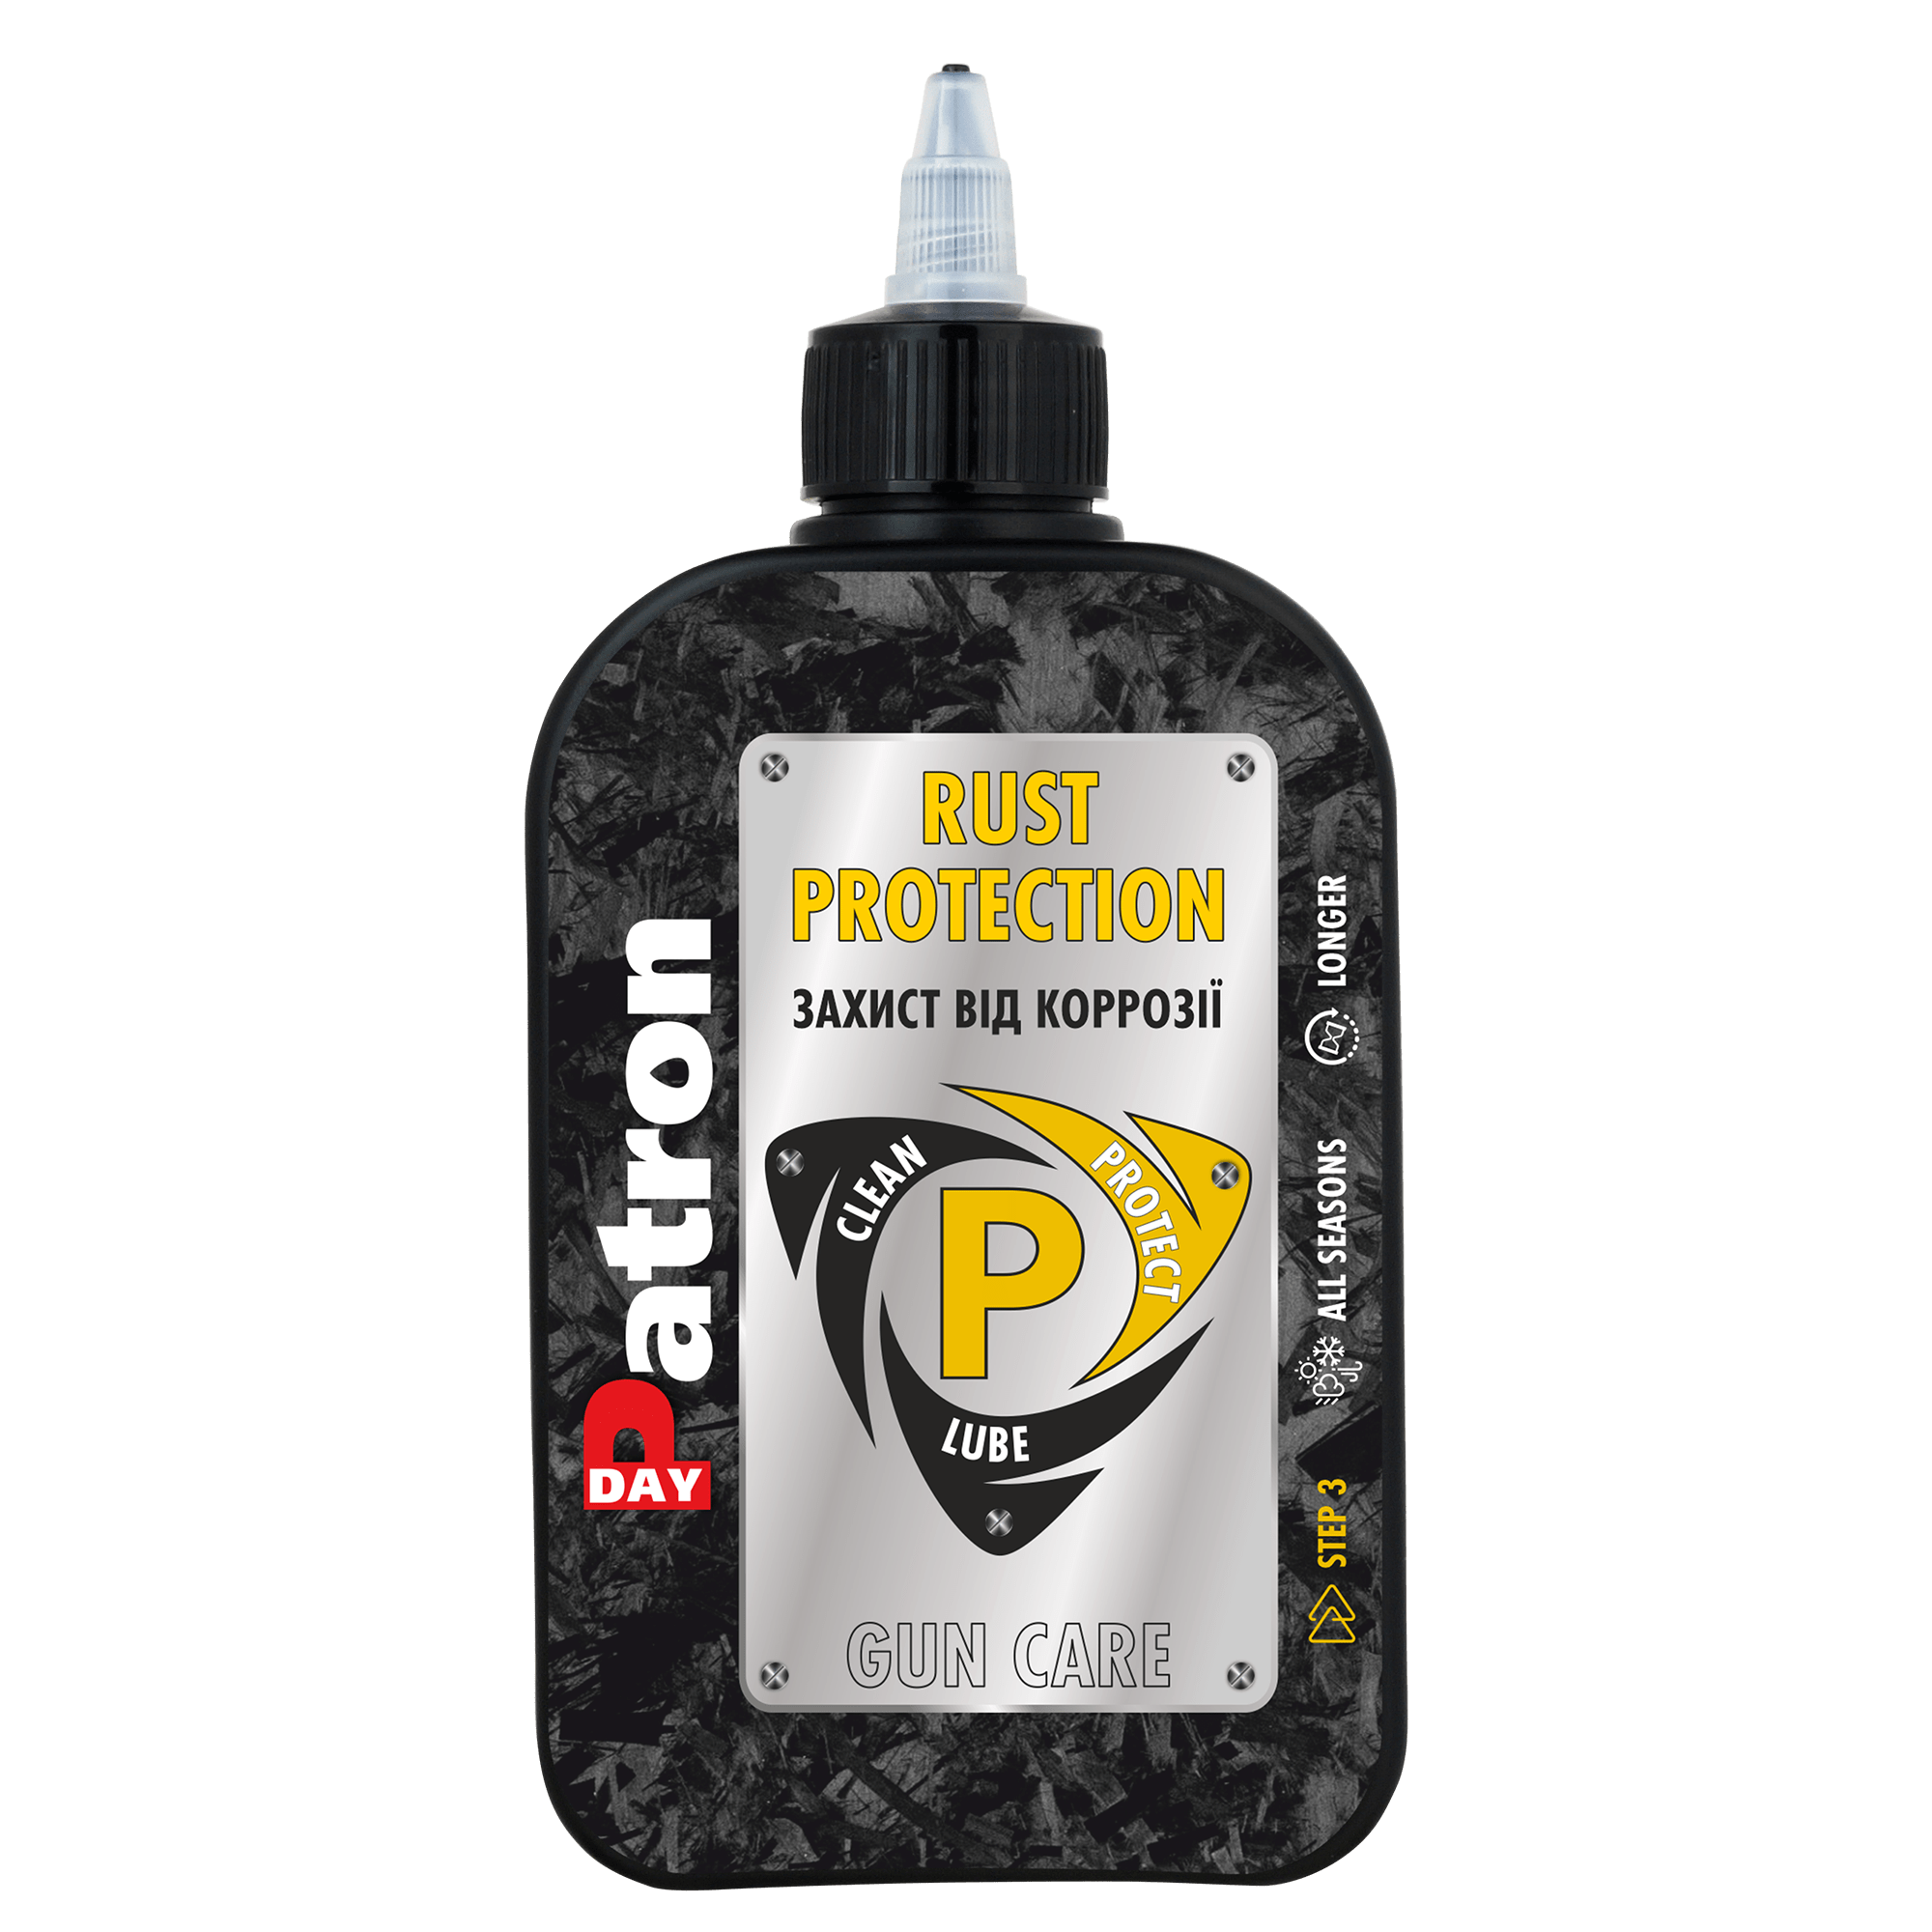 RUST
PROTECTION
ЗАХИСТ ВІД КОРРОЗІЇ
CLEAN
PROTECT
P
LUBE
GUN CARE
Patron
DAY
STEP 3
ALL SEASONS
LONGER